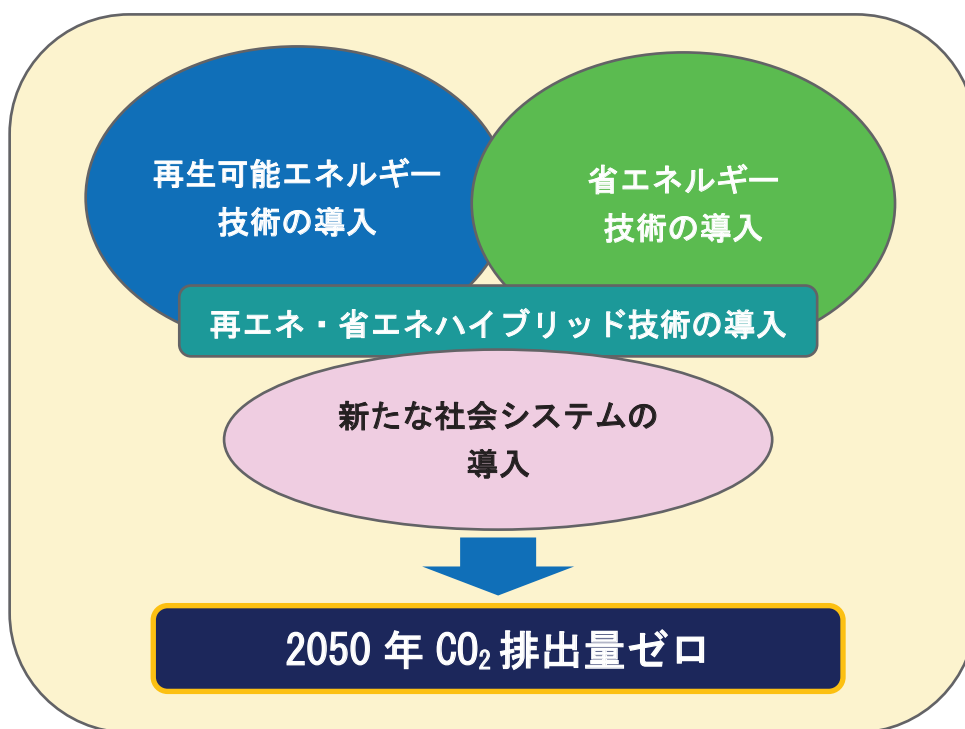 再生可能エネルギー
技術の導入
省エネルギー
技術の導入
再エネ・省エネハイブリッド技術の導入
新たな社会システムの
導入
2050 年 CO₂ 排出量ゼロ